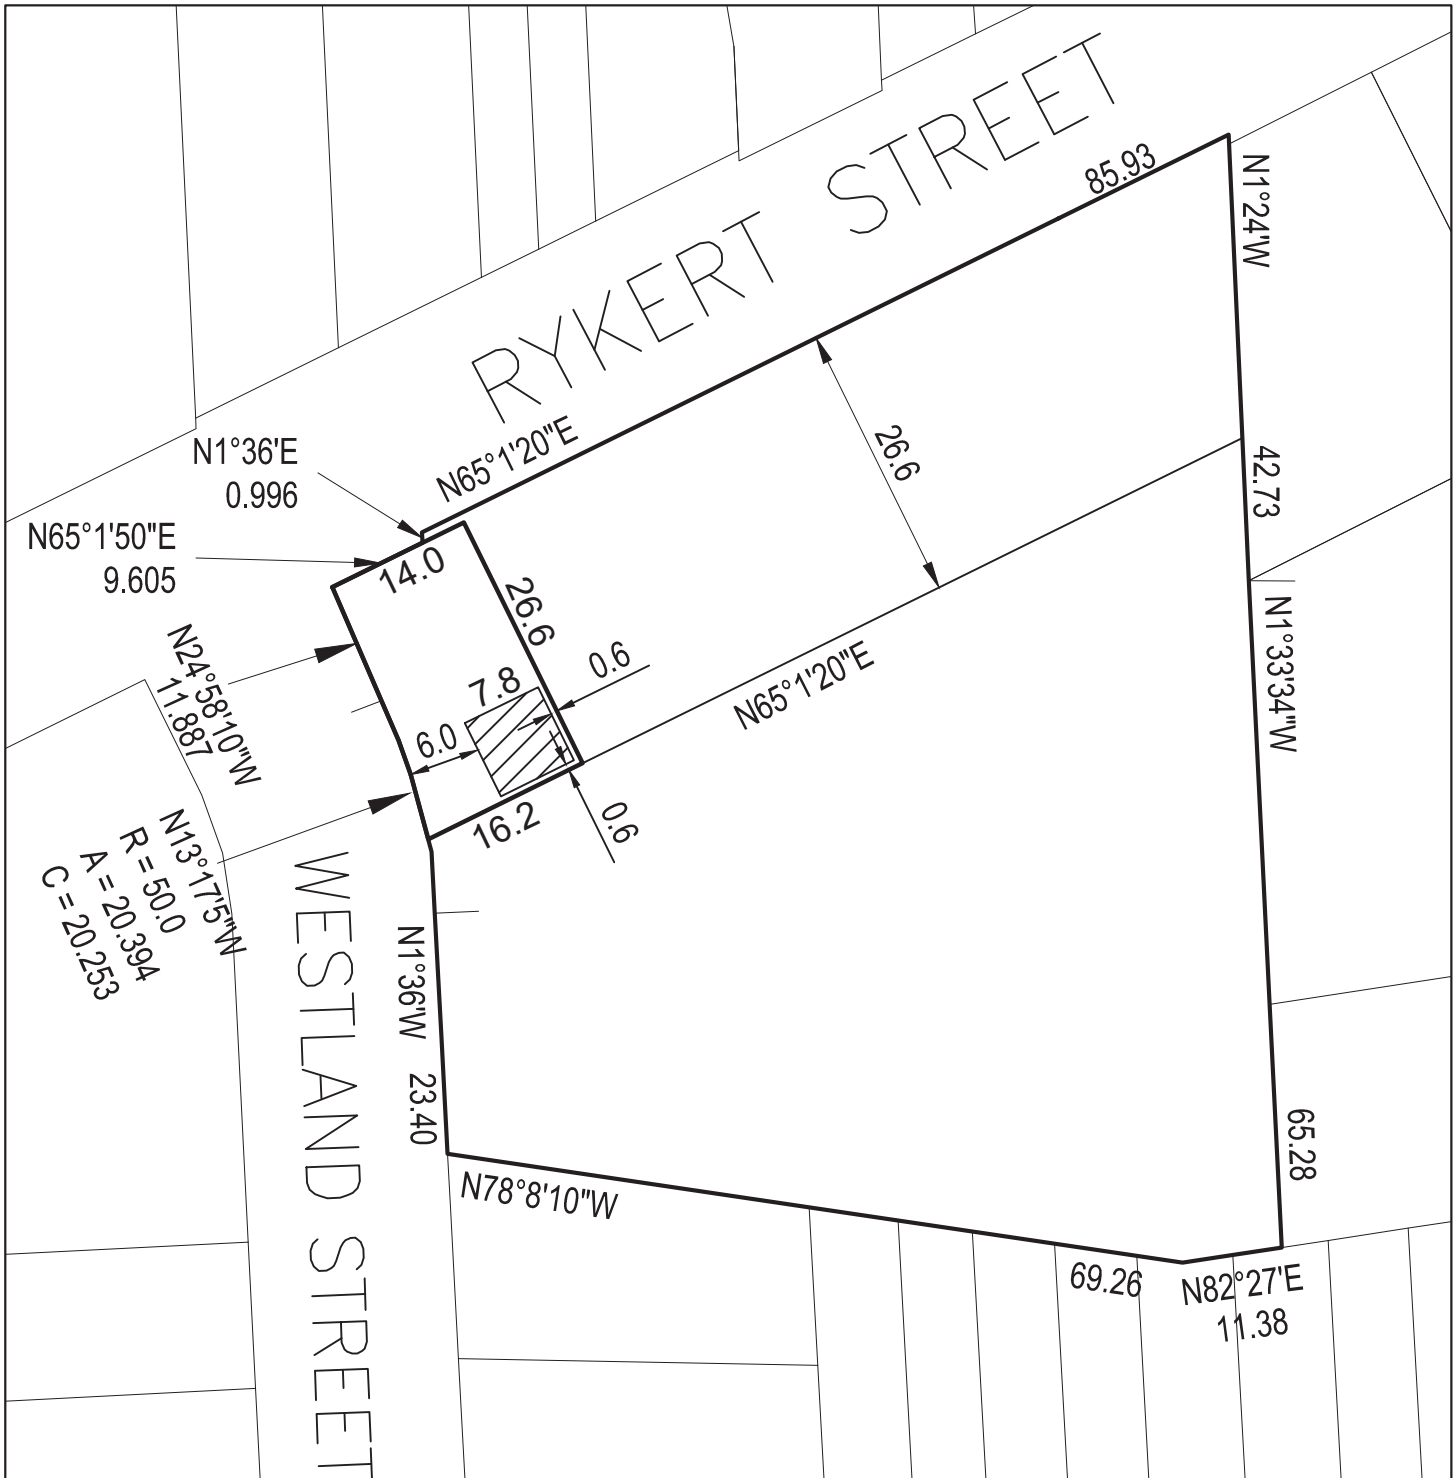 RYKERT STREET
85.93
N1°24'W
N65°1'20"E
26.6
N1°36'E
0.996
42.73
N65°1'50"E
9.605
14.0
26.6
N1°33'34"W
N24°58'10"W
11.887
0.6
7.8
N65°1'20"E
6.0
16.2
0.6
N13°17'5"W
R = 50.0
A = 20.394
C = 20.253
WESTLAND STREET
N1°36'W
23.40
65.28
N78°8'10"W
69.26
N82°27'E
11.38